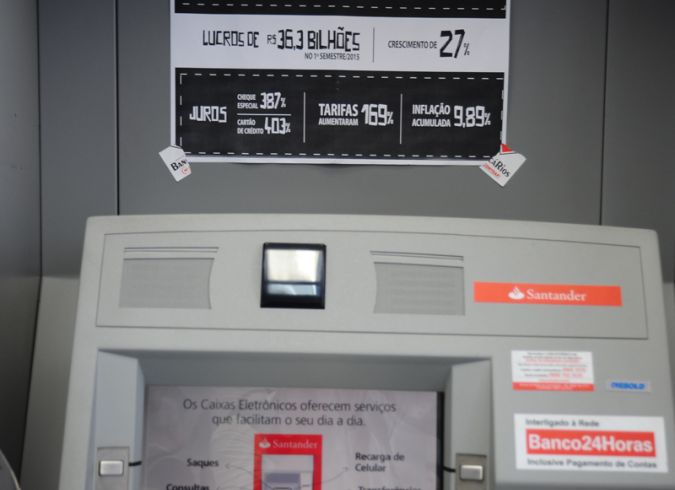 LUCROS DE R$ 36,3 BILHÕES
NO 1º SEMESTRE/2015
CRESCIMENTO DE 27%
JUROS
CHEQUE ESPECIAL 387%
CARTÃO DE CRÉDITO 403%
TARIFAS AUMENTARAM 169%
INFLAÇÃO ACUMULADA 9,89%
Santander
DIEBOLD
Interligado à Rede
Banco24Horas
Inclusive Pagamento de Contas
Os Caixas Eletrônicos oferecem serviços
que facilitam o seu dia a dia.
Santander
Saques
Recarga de
Celular
Consultas